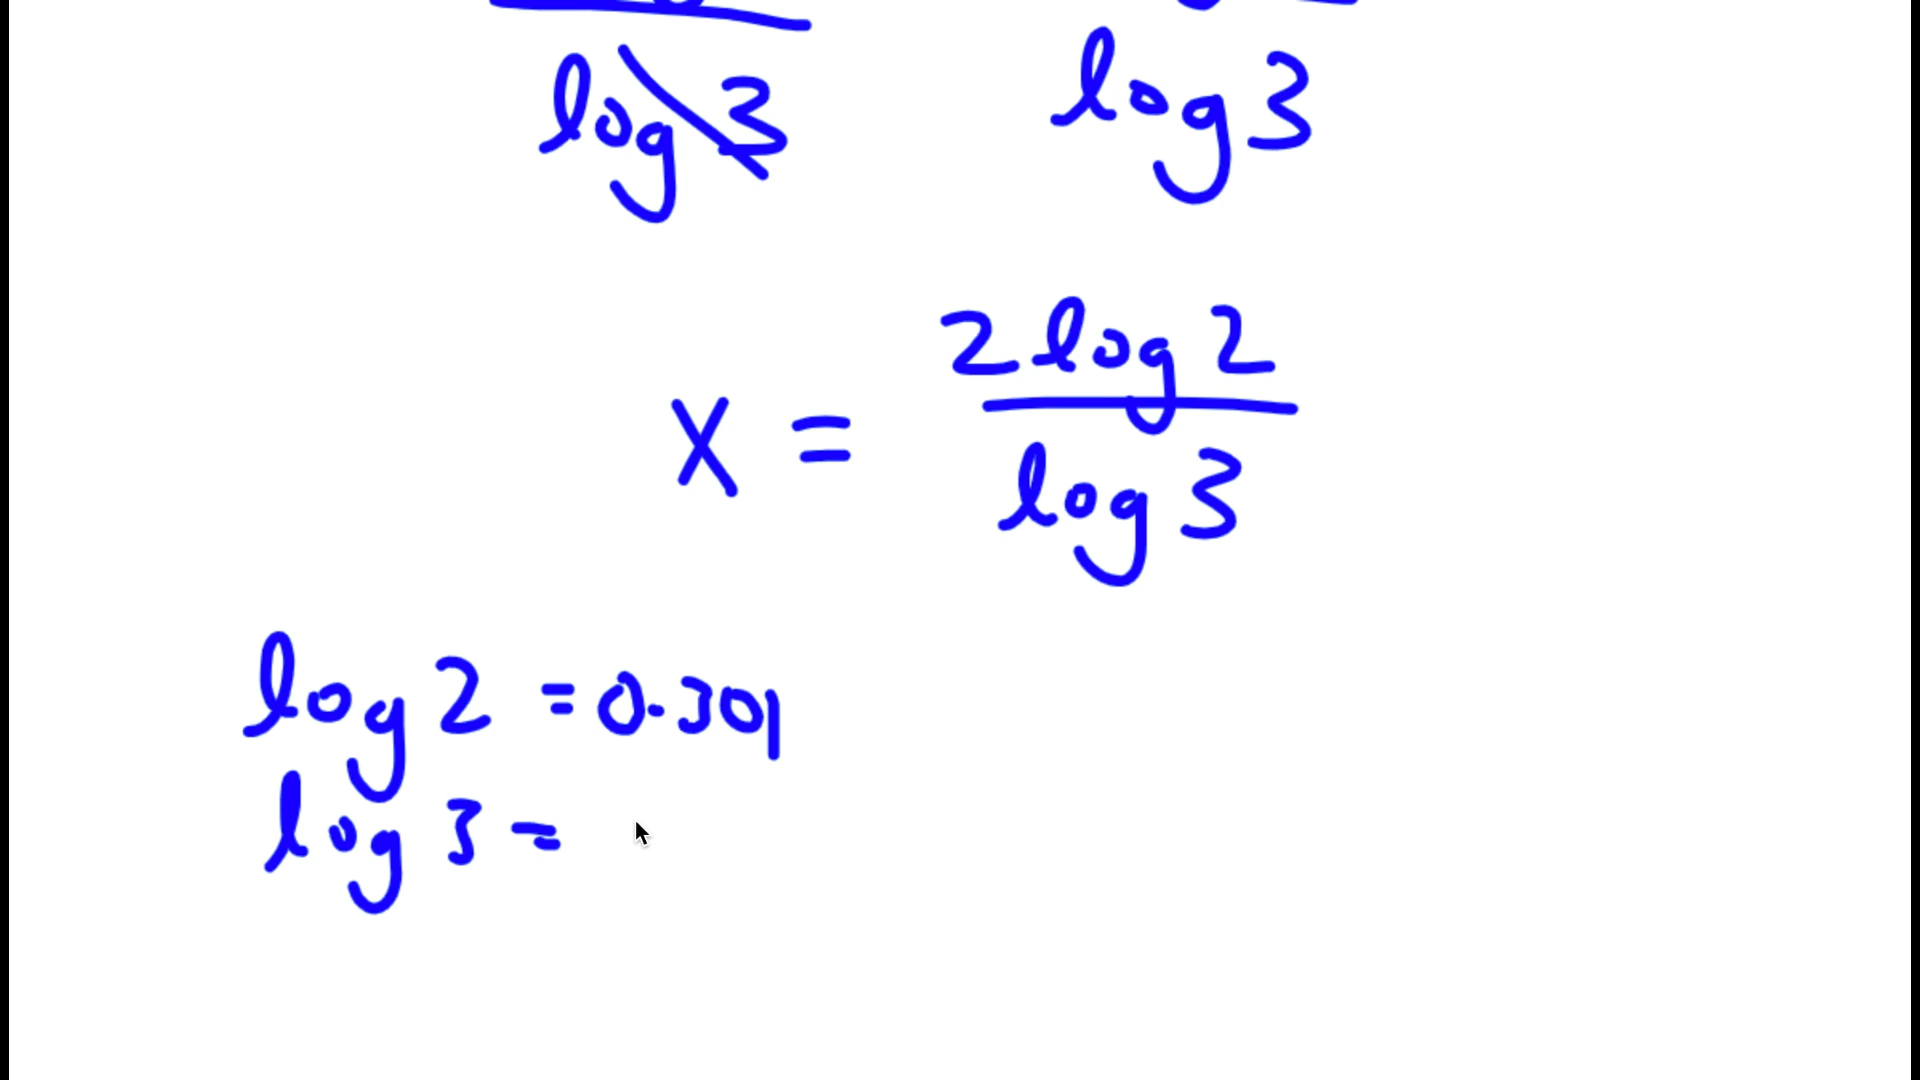 log 3 log 3
x = 2 log 2 / log 3
log 2 = 0.301
log 3 =